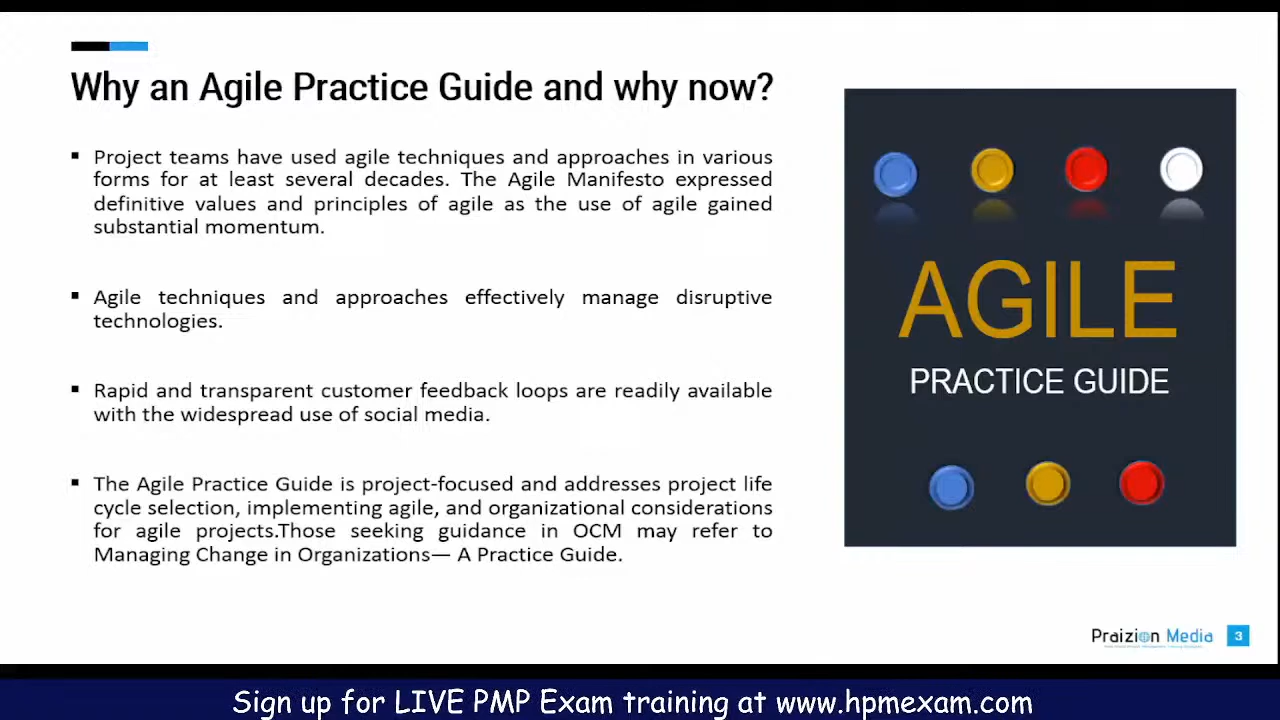 Why an Agile Practice Guide and why now?
▪ Project teams have used agile techniques and approaches in various
forms for at least several decades. The Agile Manifesto expressed
definitive values and principles of agile as the use of agile gained
substantial momentum.
▪ Agile techniques and approaches effectively manage disruptive
technologies.
▪ Rapid and transparent customer feedback loops are readily available
with the widespread use of social media.
▪ The Agile Practice Guide is project-focused and addresses project life
cycle selection, implementing agile, and organizational considerations
for agile projects.Those seeking guidance in OCM may refer to
Managing Change in Organizations— A Practice Guide.
AGILE
PRACTICE GUIDE
Praizion Media
3
Sign up for LIVE PMP Exam training at www.hpmexam.com